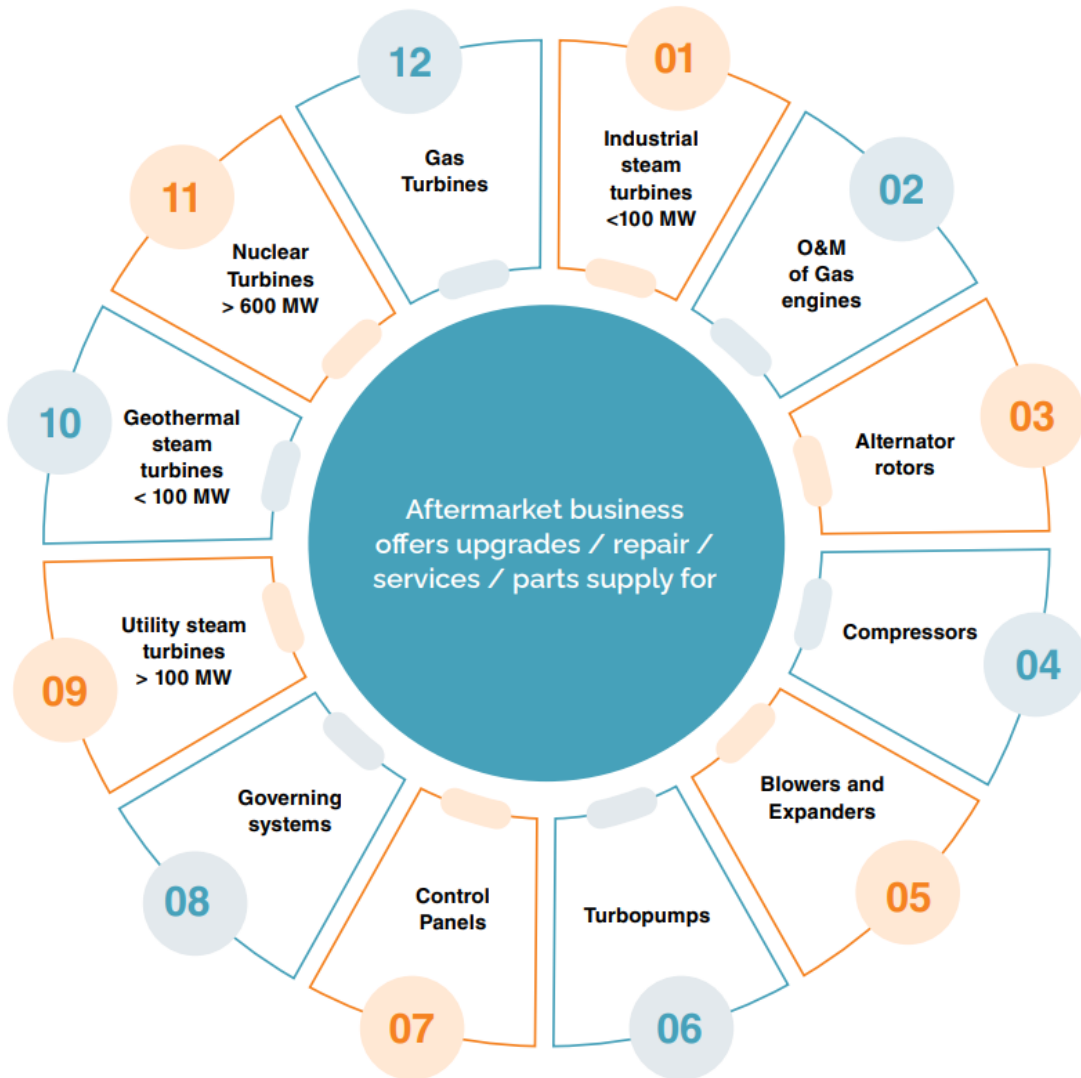 Aftermarket business
offers upgrades / repair /
services / parts supply for
01
Industrial
steam
turbines
<100 MW
02
O&M
of Gas
engines
03
Alternator
rotors
04
Compressors
05
Blowers and
Expanders
06
Turbopumps
07
Control
Panels
08
Governing
systems
09
Utility steam
turbines
> 100 MW
10
Geothermal
steam
turbines
< 100 MW
11
Nuclear
Turbines
> 600 MW
12
Gas
Turbines